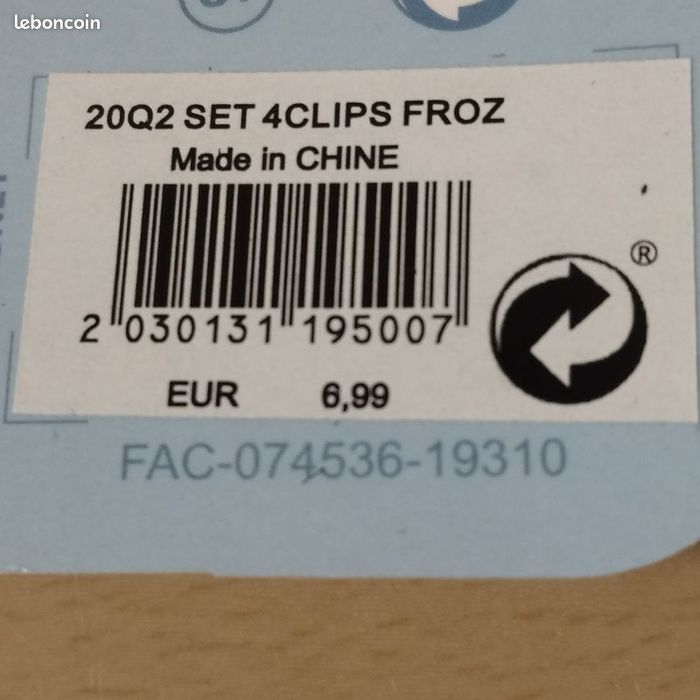 leboncoin
20Q2 SET 4CLIPS FROZ
Made in CHINE
2 030131 195007
®
EUR 6,99
FAC-074536-19310